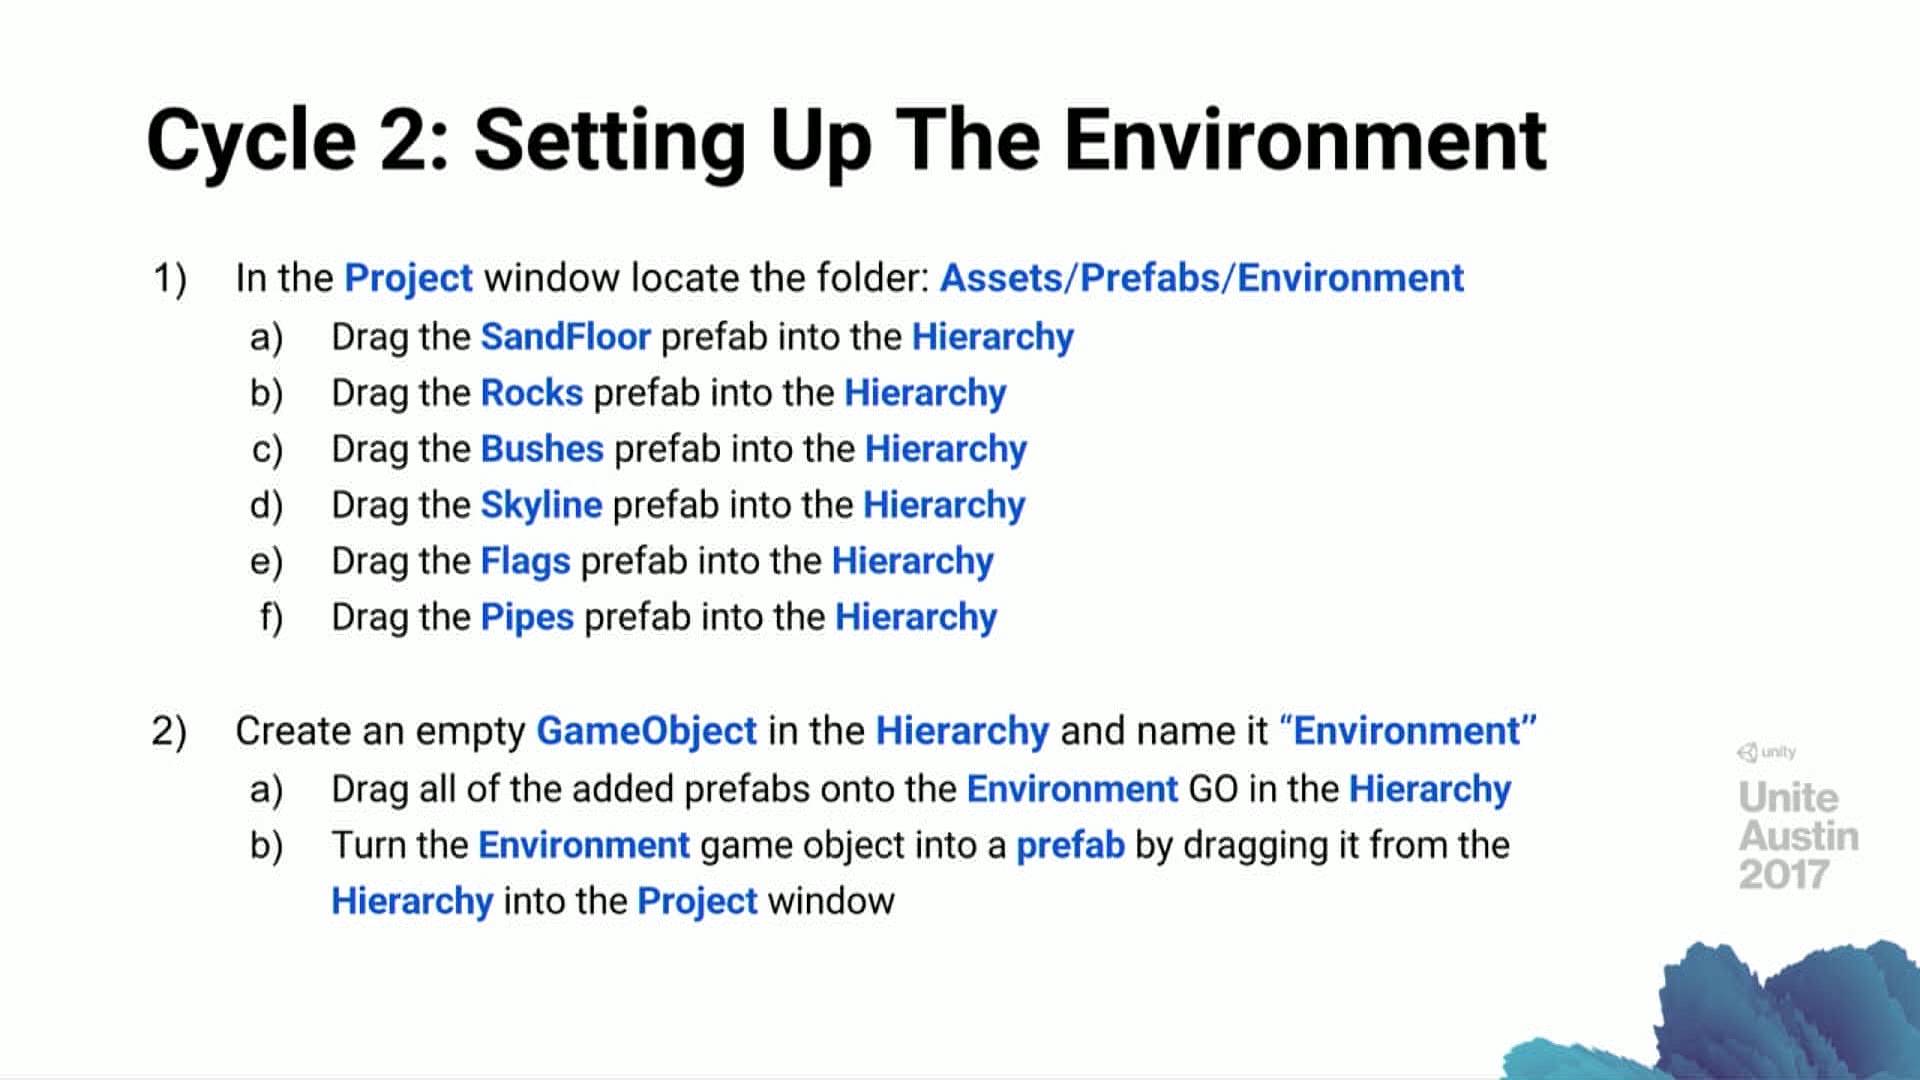 Cycle 2: Setting Up The Environment
1) In the Project window locate the folder: Assets/Prefabs/Environment
a) Drag the SandFloor prefab into the Hierarchy
b) Drag the Rocks prefab into the Hierarchy
c) Drag the Bushes prefab into the Hierarchy
d) Drag the Skyline prefab into the Hierarchy
e) Drag the Flags prefab into the Hierarchy
f) Drag the Pipes prefab into the Hierarchy
2) Create an empty GameObject in the Hierarchy and name it “Environment”
a) Drag all of the added prefabs onto the Environment GO in the Hierarchy
b) Turn the Environment game object into a prefab by dragging it from the
Hierarchy into the Project window
unity
Unite
Austin
2017